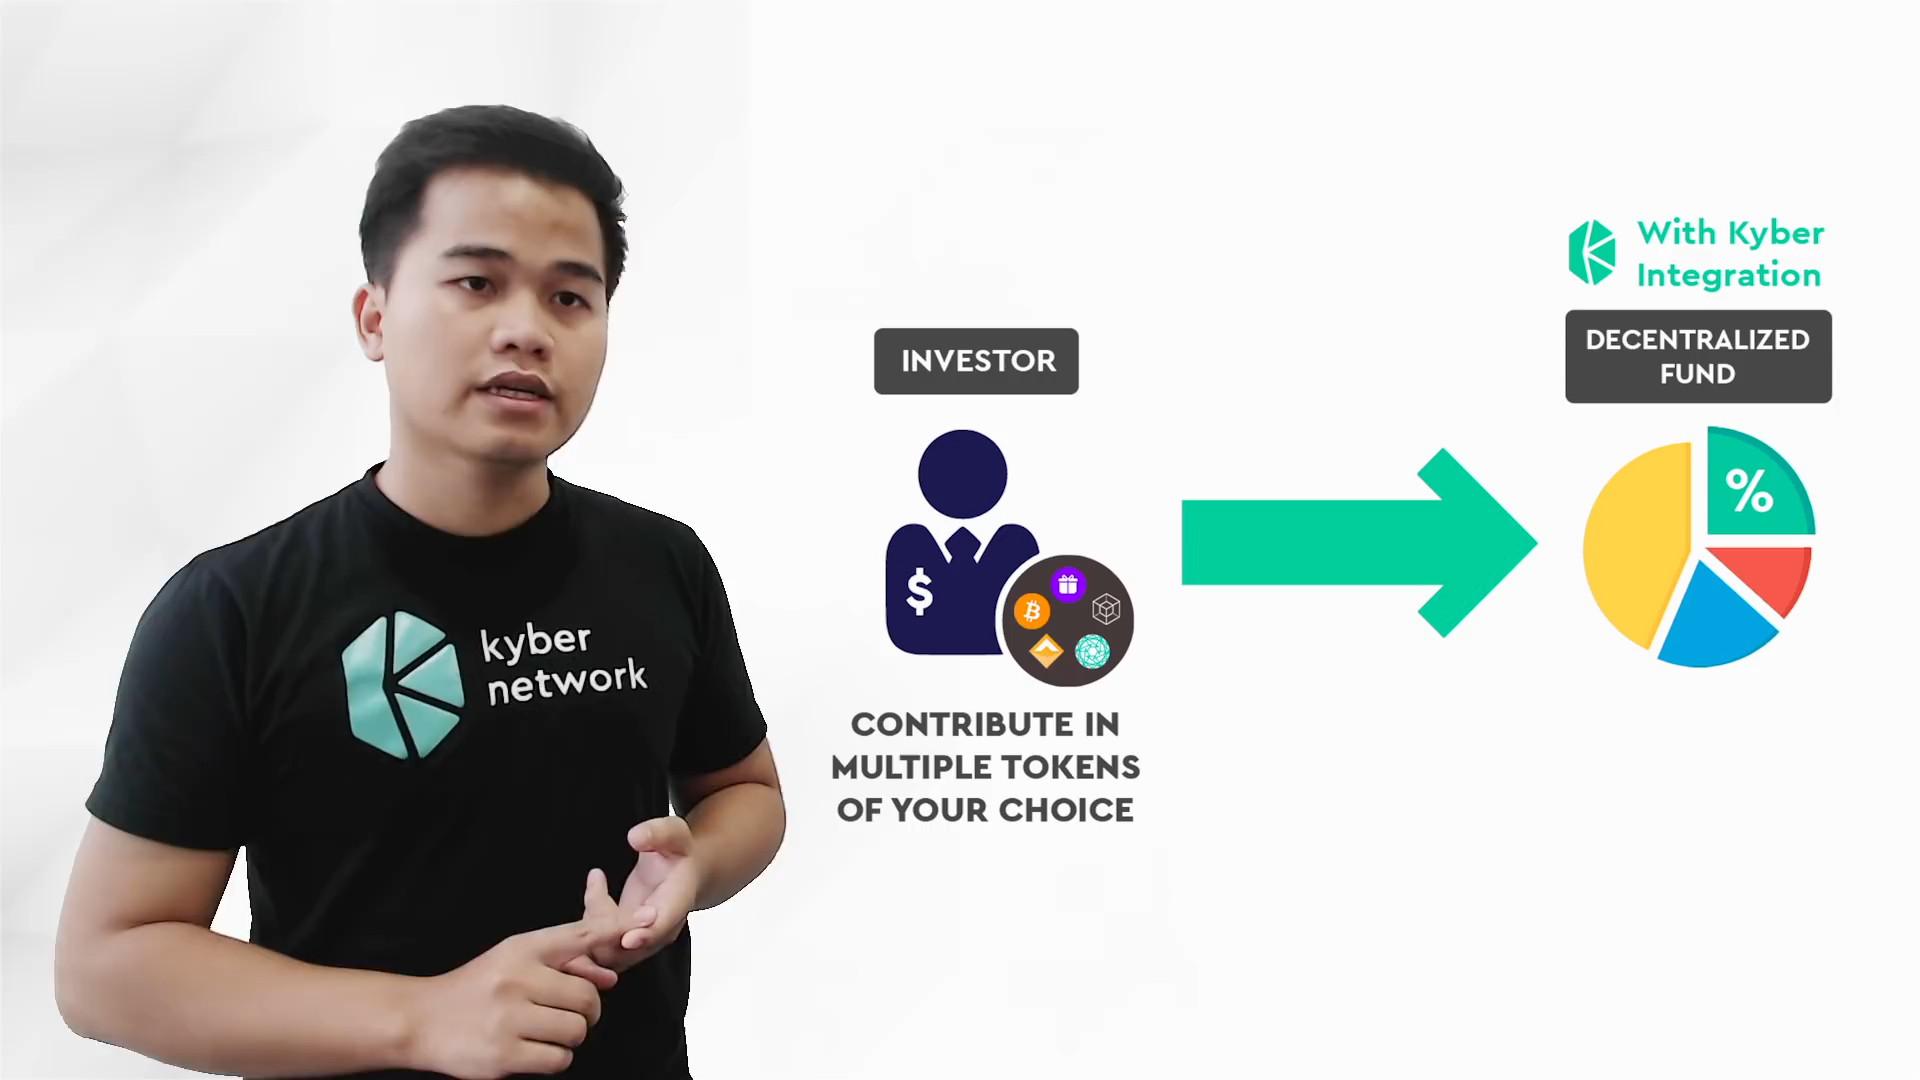 kyber
network
INVESTOR
$
CONTRIBUTE IN
MULTIPLE TOKENS
OF YOUR CHOICE
With Kyber
Integration
DECENTRALIZED
FUND
%